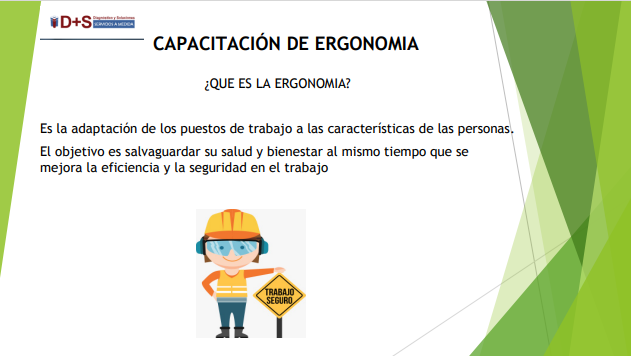 D+S Diagnóstico y Soluciones
SERVICIOS A MEDIDA
CAPACITACIÓN DE ERGONOMIA
¿QUE ES LA ERGONOMIA?
Es la adaptación de los puestos de trabajo a las características de las personas.
El objetivo es salvaguardar su salud y bienestar al mismo tiempo que se
mejora la eficiencia y la seguridad en el trabajo
TRABAJO
SEGURO